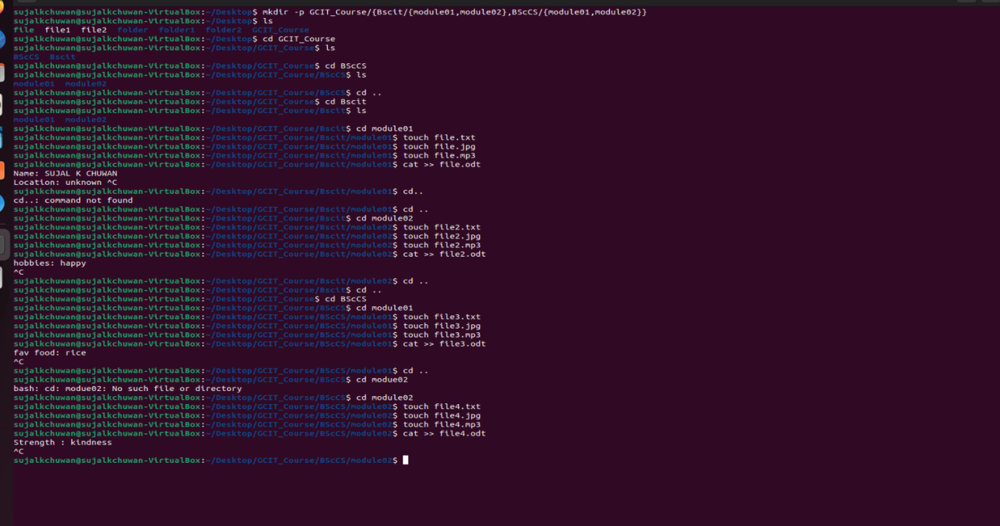 sujalkchuwan@sujalkchuwan-VirtualBox:~/Desktop$ mkdir -p GCIT_Course/{Bscit/{module01,module02},BScCS/{module01,module02}}
sujalkchuwan@sujalkchuwan-VirtualBox:~/Desktop$ ls
file  file1  file2  folder  folder1  folder2  GCIT_Course
sujalkchuwan@sujalkchuwan-VirtualBox:~/Desktop$ cd GCIT_Course
sujalkchuwan@sujalkchuwan-VirtualBox:~/Desktop/GCIT_Course$ ls
BScCS  Bscit
sujalkchuwan@sujalkchuwan-VirtualBox:~/Desktop/GCIT_Course$ cd BScCS
sujalkchuwan@sujalkchuwan-VirtualBox:~/Desktop/GCIT_Course/BScCS$ ls
module01  module02
sujalkchuwan@sujalkchuwan-VirtualBox:~/Desktop/GCIT_Course/BScCS$ cd ..
sujalkchuwan@sujalkchuwan-VirtualBox:~/Desktop/GCIT_Course$ cd Bscit
sujalkchuwan@sujalkchuwan-VirtualBox:~/Desktop/GCIT_Course/Bscit$ ls
module01  module02
sujalkchuwan@sujalkchuwan-VirtualBox:~/Desktop/GCIT_Course/Bscit$ cd module01
sujalkchuwan@sujalkchuwan-VirtualBox:~/Desktop/GCIT_Course/Bscit/module01$ touch file.txt
sujalkchuwan@sujalkchuwan-VirtualBox:~/Desktop/GCIT_Course/Bscit/module01$ touch file.jpg
sujalkchuwan@sujalkchuwan-VirtualBox:~/Desktop/GCIT_Course/Bscit/module01$ touch file.mp3
sujalkchuwan@sujalkchuwan-VirtualBox:~/Desktop/GCIT_Course/Bscit/module01$ cat >> file.odt
Name: SUJAL K CHUWAN
Location: unknown ^C
sujalkchuwan@sujalkchuwan-VirtualBox:~/Desktop/GCIT_Course/Bscit/module01$ cd..
cd..: command not found
sujalkchuwan@sujalkchuwan-VirtualBox:~/Desktop/GCIT_Course/Bscit/module01$ cd ..
sujalkchuwan@sujalkchuwan-VirtualBox:~/Desktop/GCIT_Course/Bscit$ cd module02
sujalkchuwan@sujalkchuwan-VirtualBox:~/Desktop/GCIT_Course/Bscit/module02$ touch file2.txt
sujalkchuwan@sujalkchuwan-VirtualBox:~/Desktop/GCIT_Course/Bscit/module02$ touch file2.jpg
sujalkchuwan@sujalkchuwan-VirtualBox:~/Desktop/GCIT_Course/Bscit/module02$ touch file2.mp3
sujalkchuwan@sujalkchuwan-VirtualBox:~/Desktop/GCIT_Course/Bscit/module02$ cat >> file2.odt
hobbies: happy
^C
sujalkchuwan@sujalkchuwan-VirtualBox:~/Desktop/GCIT_Course/Bscit/module02$ cd ..
sujalkchuwan@sujalkchuwan-VirtualBox:~/Desktop/GCIT_Course/Bscit$ cd ..
sujalkchuwan@sujalkchuwan-VirtualBox:~/Desktop/GCIT_Course$ cd BScCS
sujalkchuwan@sujalkchuwan-VirtualBox:~/Desktop/GCIT_Course/BScCS$ cd module01
sujalkchuwan@sujalkchuwan-VirtualBox:~/Desktop/GCIT_Course/BScCS/module01$ touch file3.txt
sujalkchuwan@sujalkchuwan-VirtualBox:~/Desktop/GCIT_Course/BScCS/module01$ touch file3.jpg
sujalkchuwan@sujalkchuwan-VirtualBox:~/Desktop/GCIT_Course/BScCS/module01$ touch file3.mp3
sujalkchuwan@sujalkchuwan-VirtualBox:~/Desktop/GCIT_Course/BScCS/module01$ cat >> file3.odt
fav food: rice
^C
sujalkchuwan@sujalkchuwan-VirtualBox:~/Desktop/GCIT_Course/BScCS/module01$ cd ..
sujalkchuwan@sujalkchuwan-VirtualBox:~/Desktop/GCIT_Course/BScCS$ cd modue02
bash: cd: modue02: No such file or directory
sujalkchuwan@sujalkchuwan-VirtualBox:~/Desktop/GCIT_Course/BScCS$ cd module02
sujalkchuwan@sujalkchuwan-VirtualBox:~/Desktop/GCIT_Course/BScCS/module02$ touch file4.txt
sujalkchuwan@sujalkchuwan-VirtualBox:~/Desktop/GCIT_Course/BScCS/module02$ touch file4.jpg
sujalkchuwan@sujalkchuwan-VirtualBox:~/Desktop/GCIT_Course/BScCS/module02$ touch file4.mp3
sujalkchuwan@sujalkchuwan-VirtualBox:~/Desktop/GCIT_Course/BScCS/module02$ cat >> file4.odt
Strength : kindness
^C
sujalkchuwan@sujalkchuwan-VirtualBox:~/Desktop/GCIT_Course/BScCS/module02$